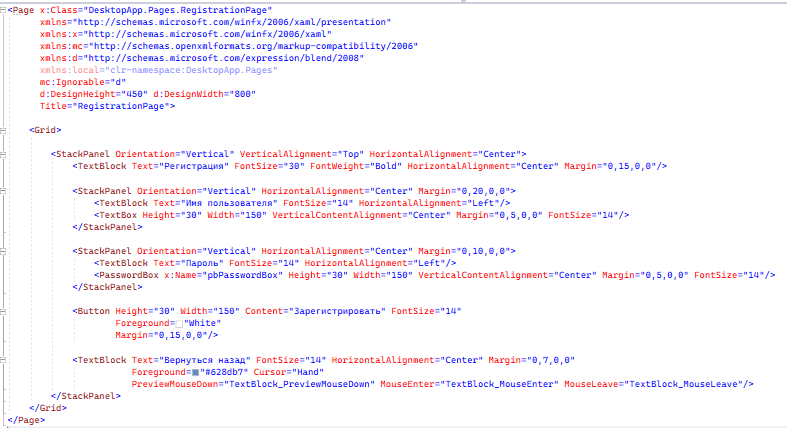 <Page x:Class="DesktopApp.Pages.RegistrationPage"
xmlns="http://schemas.microsoft.com/winfx/2006/xaml/presentation"
xmlns:x="http://schemas.microsoft.com/winfx/2006/xaml"
xmlns:mc="http://schemas.openxmlformats.org/markup-compatibility/2006"
xmlns:d="http://schemas.microsoft.com/expression/blend/2008"
xmlns:local="clr-namespace:DesktopApp.Pages"
mc:Ignorable="d"
d:DesignHeight="450" d:DesignWidth="800"
Title="RegistrationPage">
<Grid>
<StackPanel Orientation="Vertical" VerticalAlignment="Top" HorizontalAlignment="Center">
<TextBlock Text="Регистрация" FontSize="30" FontWeight="Bold" HorizontalAlignment="Center" Margin="0,15,0,0"/>
<StackPanel Orientation="Vertical" HorizontalAlignment="Center" Margin="0,20,0,0">
<TextBlock Text="Имя пользователя" FontSize="14" HorizontalAlignment="Left"/>
<TextBox Height="30" Width="150" VerticalContentAlignment="Center" Margin="0,5,0,0" FontSize="14"/>
</StackPanel>
<StackPanel Orientation="Vertical" HorizontalAlignment="Center" Margin="0,10,0,0">
<TextBlock Text="Пароль" FontSize="14" HorizontalAlignment="Left"/>
<PasswordBox x:Name="pbPasswordBox" Height="30" Width="150" VerticalContentAlignment="Center" Margin="0,5,0,0" FontSize="14"/>
</StackPanel>
<Button Height="30" Width="150" Content="Зарегистрировать" FontSize="14"
Foreground="White"
Margin="0,15,0,0"/>
<TextBlock Text="Вернуться назад" FontSize="14" HorizontalAlignment="Center" Margin="0,7,0,0"
Foreground="#628db7" Cursor="Hand"
PreviewMouseDown="TextBlock_PreviewMouseDown" MouseEnter="TextBlock_MouseEnter" MouseLeave="TextBlock_MouseLeave"/>
</StackPanel>
</Grid>
</Page>